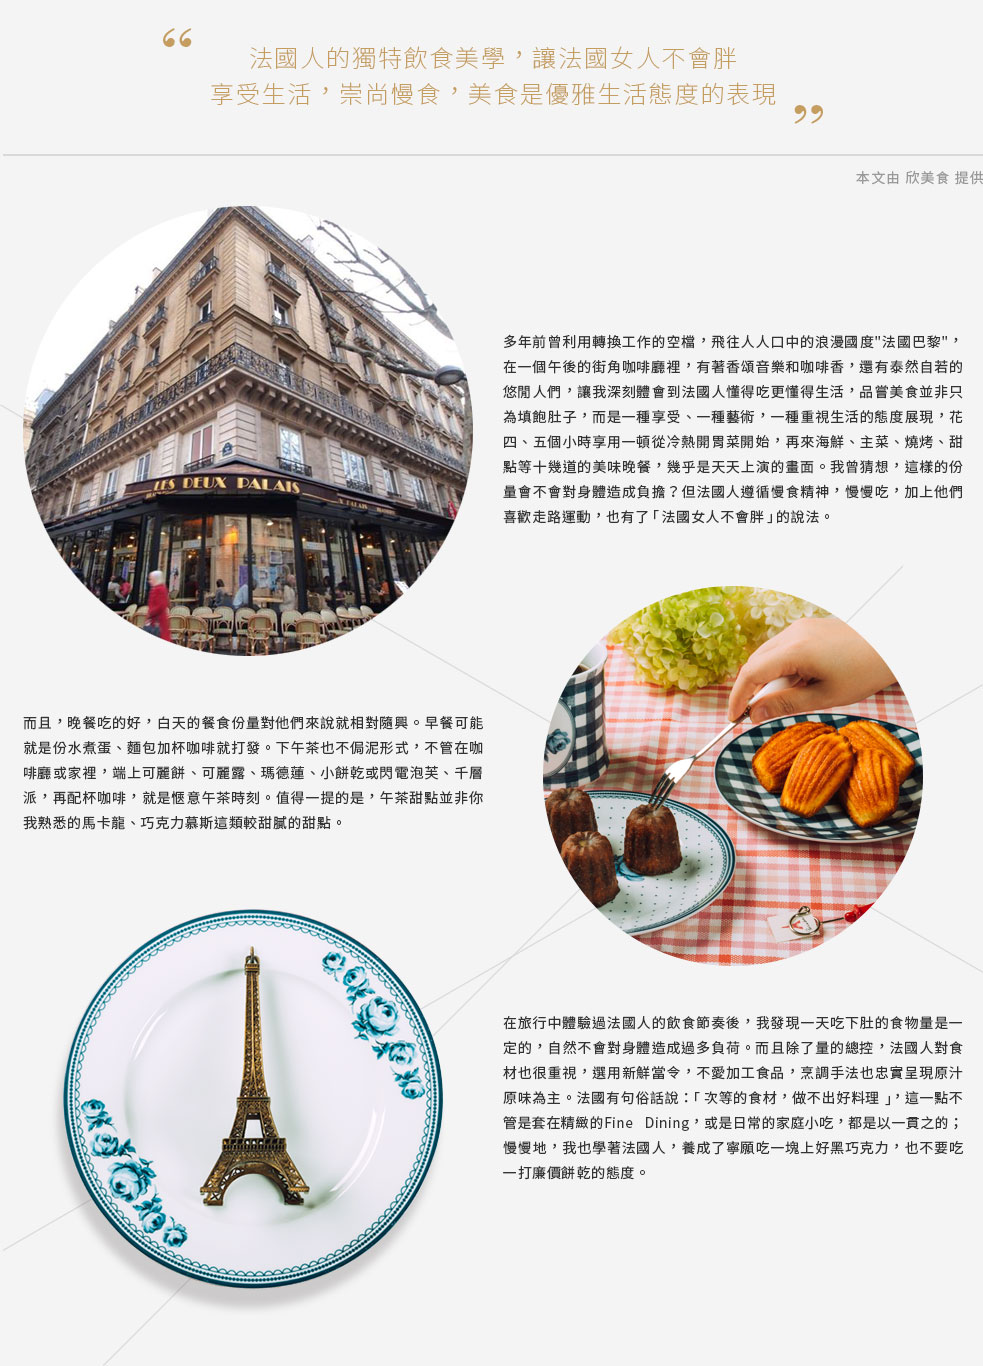 “
法國人的獨特飲食美學，讓法國女人不會胖
享受生活，崇尚慢食，美食是優雅生活態度的表現
”
本文由 欣美食 提供
LES DEUX PALAIS
多年前曾利用轉換工作的空檔，飛往人人口中的浪漫國度"法國巴黎"，
在一個午後的街角咖啡廳裡，有著香頌音樂和咖啡香，還有泰然自若的
悠閒人們，讓我深刻體會到法國人懂得吃更懂得生活，品嘗美食並非只
為填飽肚子，而是一種享受、一種藝術，一種重視生活的態度展現，花
四、五個小時享用一頓從冷熱開胃菜開始，再來海鮮、主菜、燒烤、甜
點等十幾道的美味晚餐，幾乎是天天上演的畫面。我曾猜想，這樣的份
量會不會對身體造成負擔？但法國人遵循慢食精神，慢慢吃，加上他們
喜歡走路運動，也有了「法國女人不會胖」的說法。
而且，晚餐吃的好，白天的餐食份量對他們來說就相對隨興。早餐可能
就是份水煮蛋、麵包加杯咖啡就打發。下午茶也不侷泥形式，不管在咖
啡廳或家裡，端上可麗餅、可麗露、瑪德蓮、小餅乾或閃電泡芙、千層
派，再配杯咖啡，就是愜意午茶時刻。值得一提的是，午茶甜點並非你
我熟悉的馬卡龍、巧克力慕斯這類較甜膩的甜點。
在旅行中體驗過法國人的飲食節奏後，我發現一天吃下肚的食物量是一
定的，自然不會對身體造成過多負荷。而且除了量的總控，法國人對食
材也很重視，選用新鮮當令，不愛加工食品，烹調手法也忠實呈現原汁
原味為主。法國有句俗話說：「次等的食材，做不出好料理」，這一點不
管是套在精緻的Fine Dining，或是日常的家庭小吃，都是以一貫之的；
慢慢地，我也學著法國人，養成了寧願吃一塊上好黑巧克力，也不要吃
一打廉價餅乾的態度。